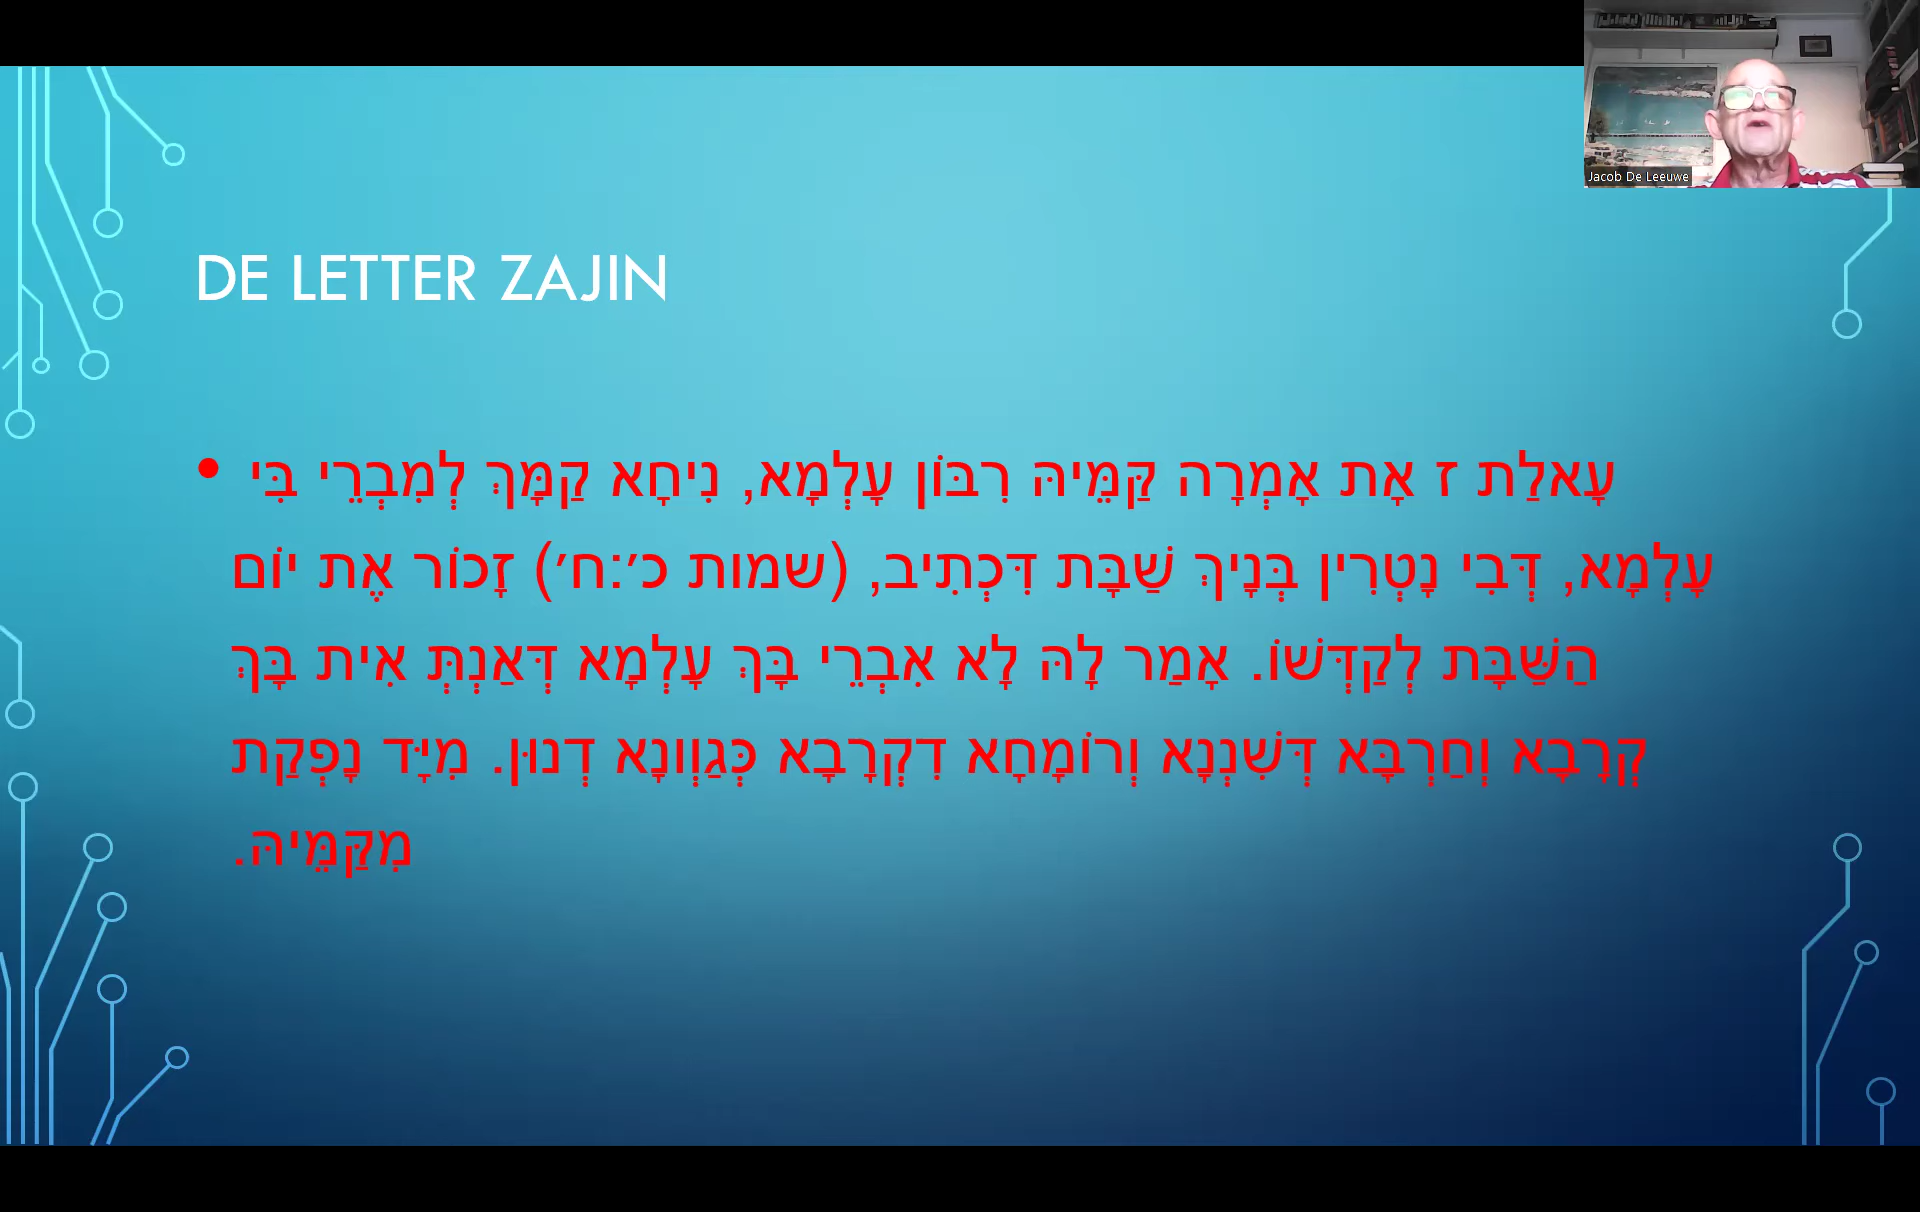 Jacob De Leeuwe
DE LETTER ZAJIN
• עָאלַת ז אָת אָמְרָה קַמֵּיהּ רִבּוֹן עָלְמָא, נִיחָא קַמָּךְ לְמִבְרֵי בִּי
עָלְמָא, דְּבִי נָטְרִין בְּנָיךְ שַׁבָּת דִּכְתִיב, (שמות כ׳:ח׳) זָכוֹר אֶת יוֹם
הַשַּׁבָּת לְקַדְּשׁוֹ. אָמַר לָהּ לָא אִבְרֵי בָּךְ עָלְמָא דְּאַנְתְּ אִית בָּךְ
קְרָבָא וְחַרְבָּא דְּשִׁנְנָא וְרוֹמָחָא דִקְרָבָא כְּגַוְונָא דְנוּן. מִיָּד נָפְקַת
מִקַּמֵּיהּ.